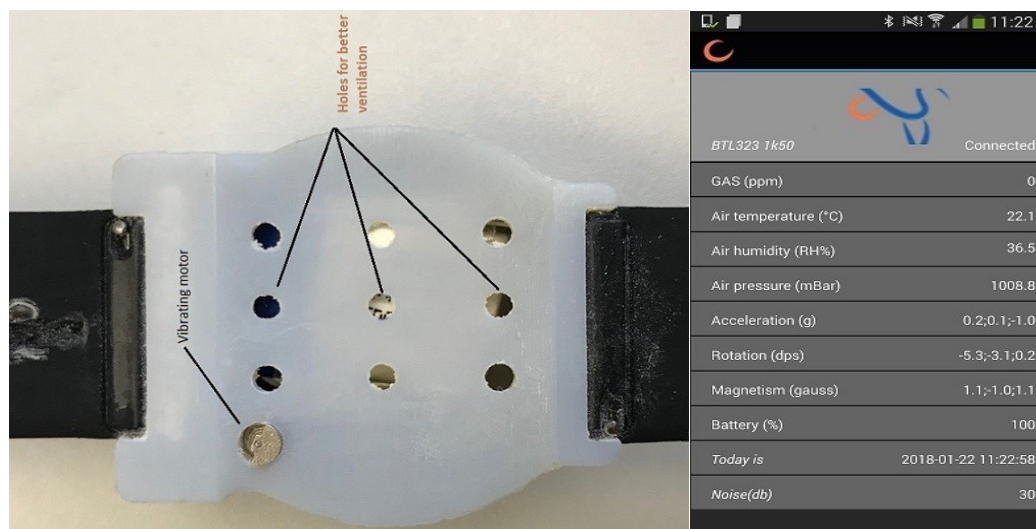 Holes for better
ventilation
Vibrating motor
11:22
BTL323 1k50 Connected
GAS (ppm) 0
Air temperature (°C) 22.1
Air humidity (RH%) 36.5
Air pressure (mBar) 1008.8
Acceleration (g) 0.2;0.1;-1.0
Rotation (dps) -5.3;-3.1;0.2
Magnetism (gauss) 1.1;-1.0;1.1
Battery (%) 100
Today is 2018-01-22 11:22:58
Noise(db) 30